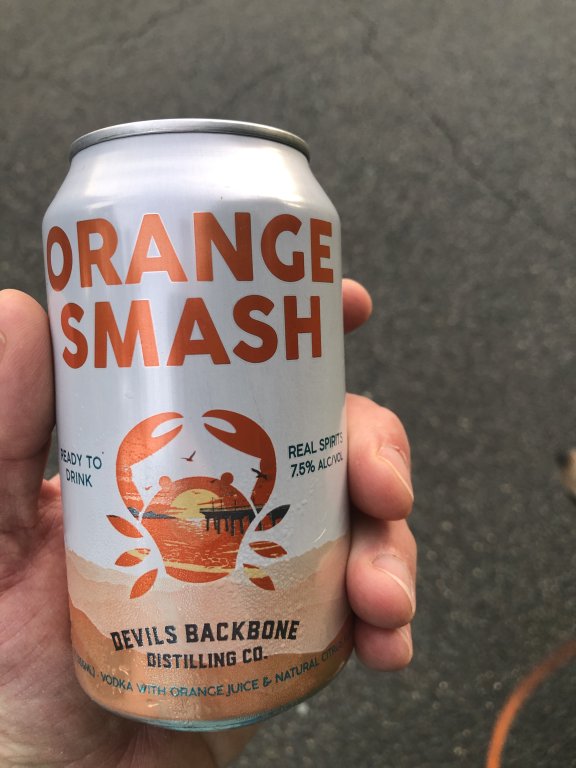 ORANGE
SMASH
READY TO
DRINK
REAL SPIRITS
7.5% ALC/VOL
DEVILS BACKBONE
DISTILLING CO.
VODKA WITH ORANGE JUICE & NATURAL CITRUS